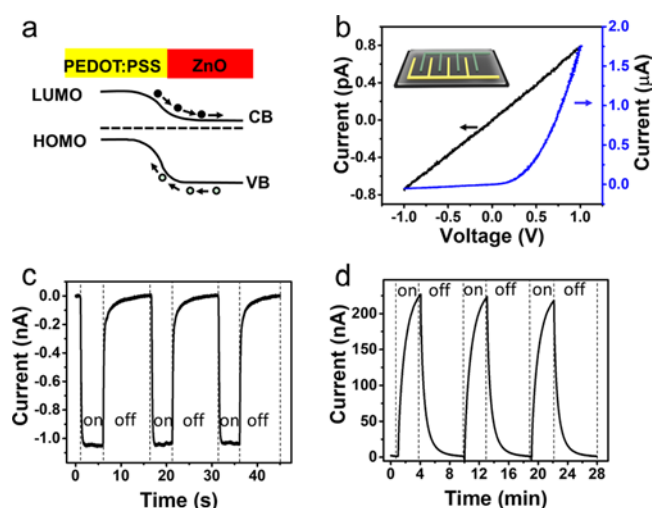 a
PEDOT:PSS ZnO
LUMO
CB
HOMO
VB
b
Current (pA)
0.8
0.4
0.0
-0.4
-0.8
-1.0 -0.5 0.0 0.5 1.0
Voltage (V)
2.0
1.5
1.0
0.5
0.0
Current (μA)
c
Current (nA)
0.0
-0.2
-0.4
-0.6
-0.8
-1.0
on off on off on off
0 10 20 30 40
Time (s)
d
Current (nA)
200
150
100
50
0
on off on off on off
0 4 8 12 16 20 24 28
Time (min)